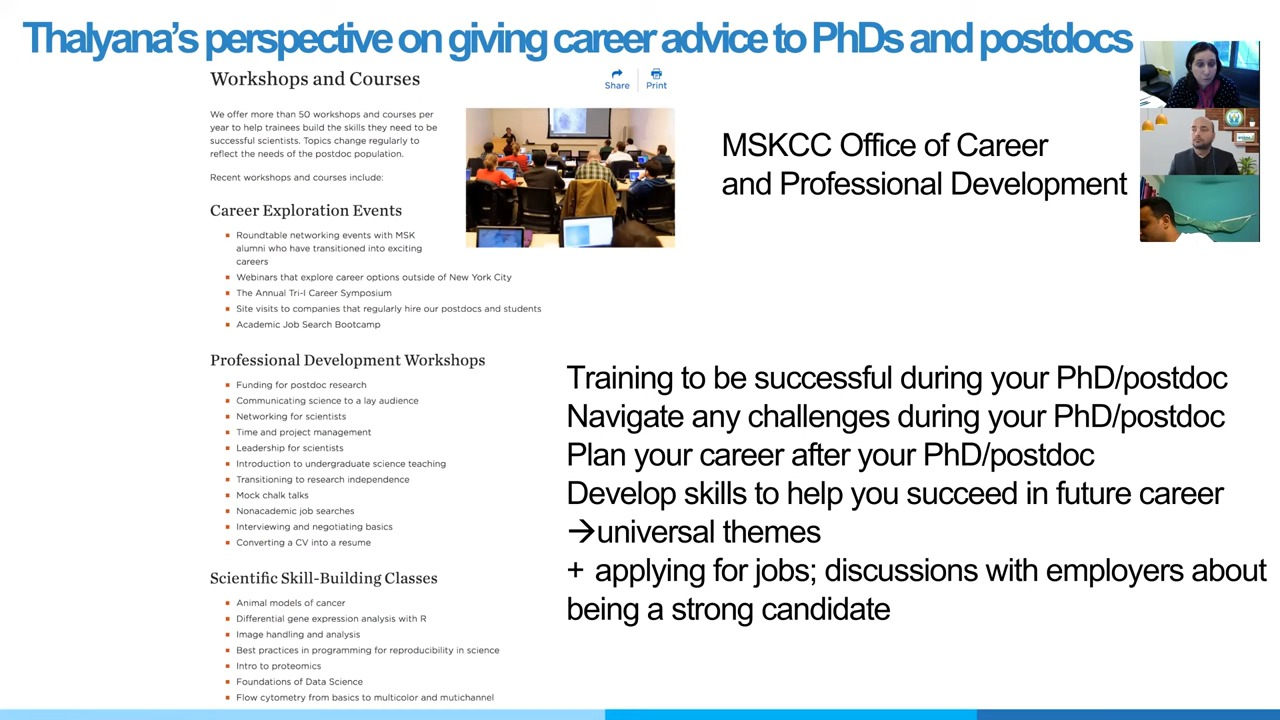 Thalyana's perspective on giving career advice to PhDs and postdocs
Workshops and Courses
Share
Print
We offer more than 50 workshops and courses per
year to help trainees build the skills they need to be
successful scientists. Topics change regularly to
reflect the needs of the postdoc population.
Recent workshops and courses include:
Career Exploration Events
Roundtable networking events with MSK
alumni who have transitioned into exciting
careers
Webinars that explore career options outside of New York City
The Annual Tri-I Career Symposium
Site visits to companies that regularly hire our postdocs and students
Academic Job Search Bootcamp
Professional Development Workshops
Funding for postdoc research
Communicating science to a lay audience
Networking for scientists
Time and project management
Leadership for scientists
Introduction to undergraduate science teaching
Transitioning to research independence
Mock chalk talks
Nonacademic job searches
Interviewing and negotiating basics
Converting a CV into a resume
Scientific Skill-Building Classes
Animal models of cancer
Differential gene expression analysis with R
Image handling and analysis
Best practices in programming for reproducibility in science
Intro to proteomics
Foundations of Data Science
Flow cytometry from basics to multicolor and mutichannel
MSKCC Office of Career
and Professional Development
Training to be successful during your PhD/postdoc
Navigate any challenges during your PhD/postdoc
Plan your career after your PhD/postdoc
Develop skills to help you succeed in future career
→universal themes
+ applying for jobs; discussions with employers about
being a strong candidate